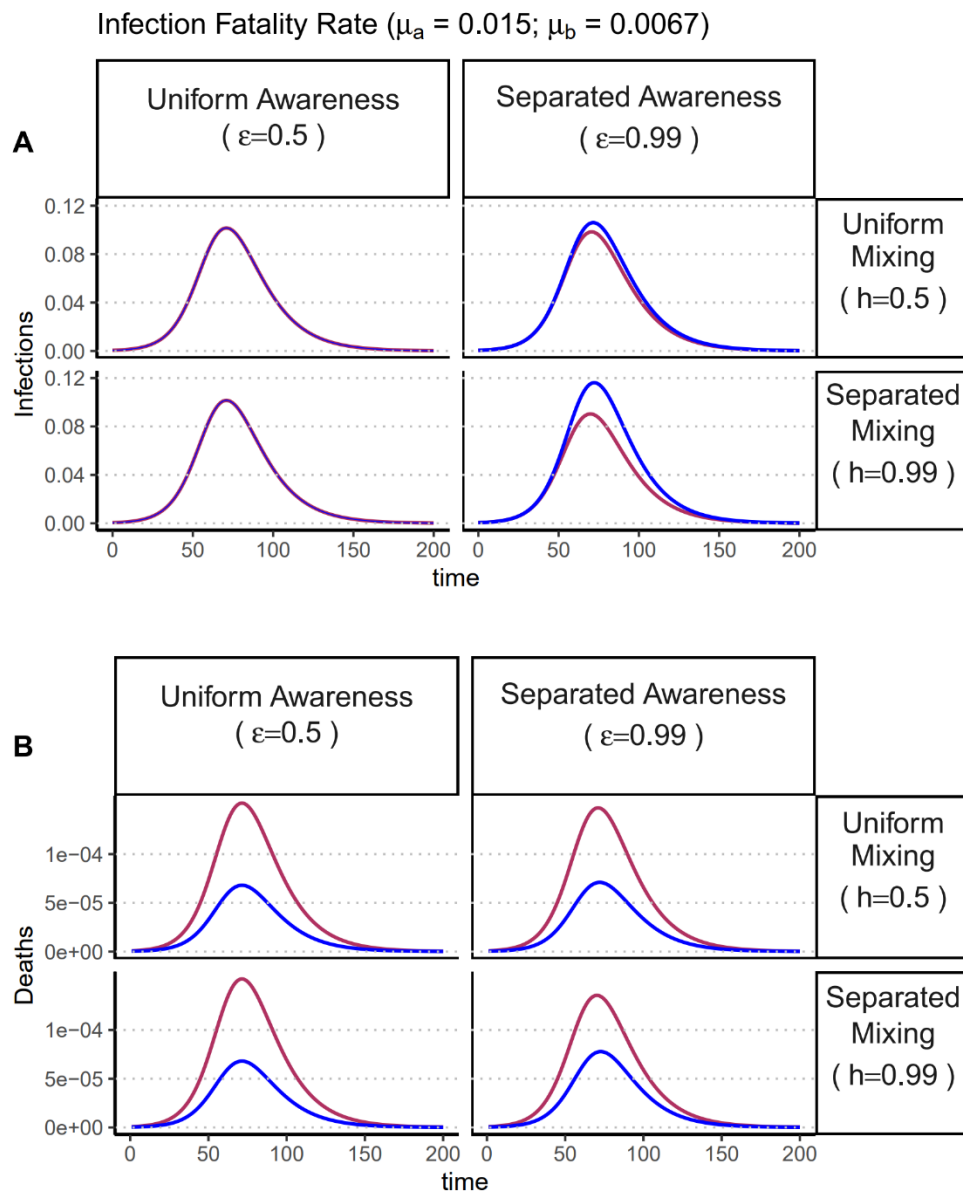 Infection Fatality Rate (μa = 0.015; μb = 0.0067)
A
Uniform Awareness
( ε=0.5 )
Separated Awareness
( ε=0.99 )
Infections
0.12
0.08
0.04
0.00
Uniform
Mixing
( h=0.5 )
0.12
0.08
0.04
0.00
Separated
Mixing
( h=0.99 )
0 50 100 150 200
0 50 100 150 200
time
B
Uniform Awareness
( ε=0.5 )
Separated Awareness
( ε=0.99 )
Deaths
1e−04
5e−05
0e+00
Uniform
Mixing
( h=0.5 )
1e−04
5e−05
0e+00
Separated
Mixing
( h=0.99 )
0 50 100 150 200
0 50 100 150 200
time